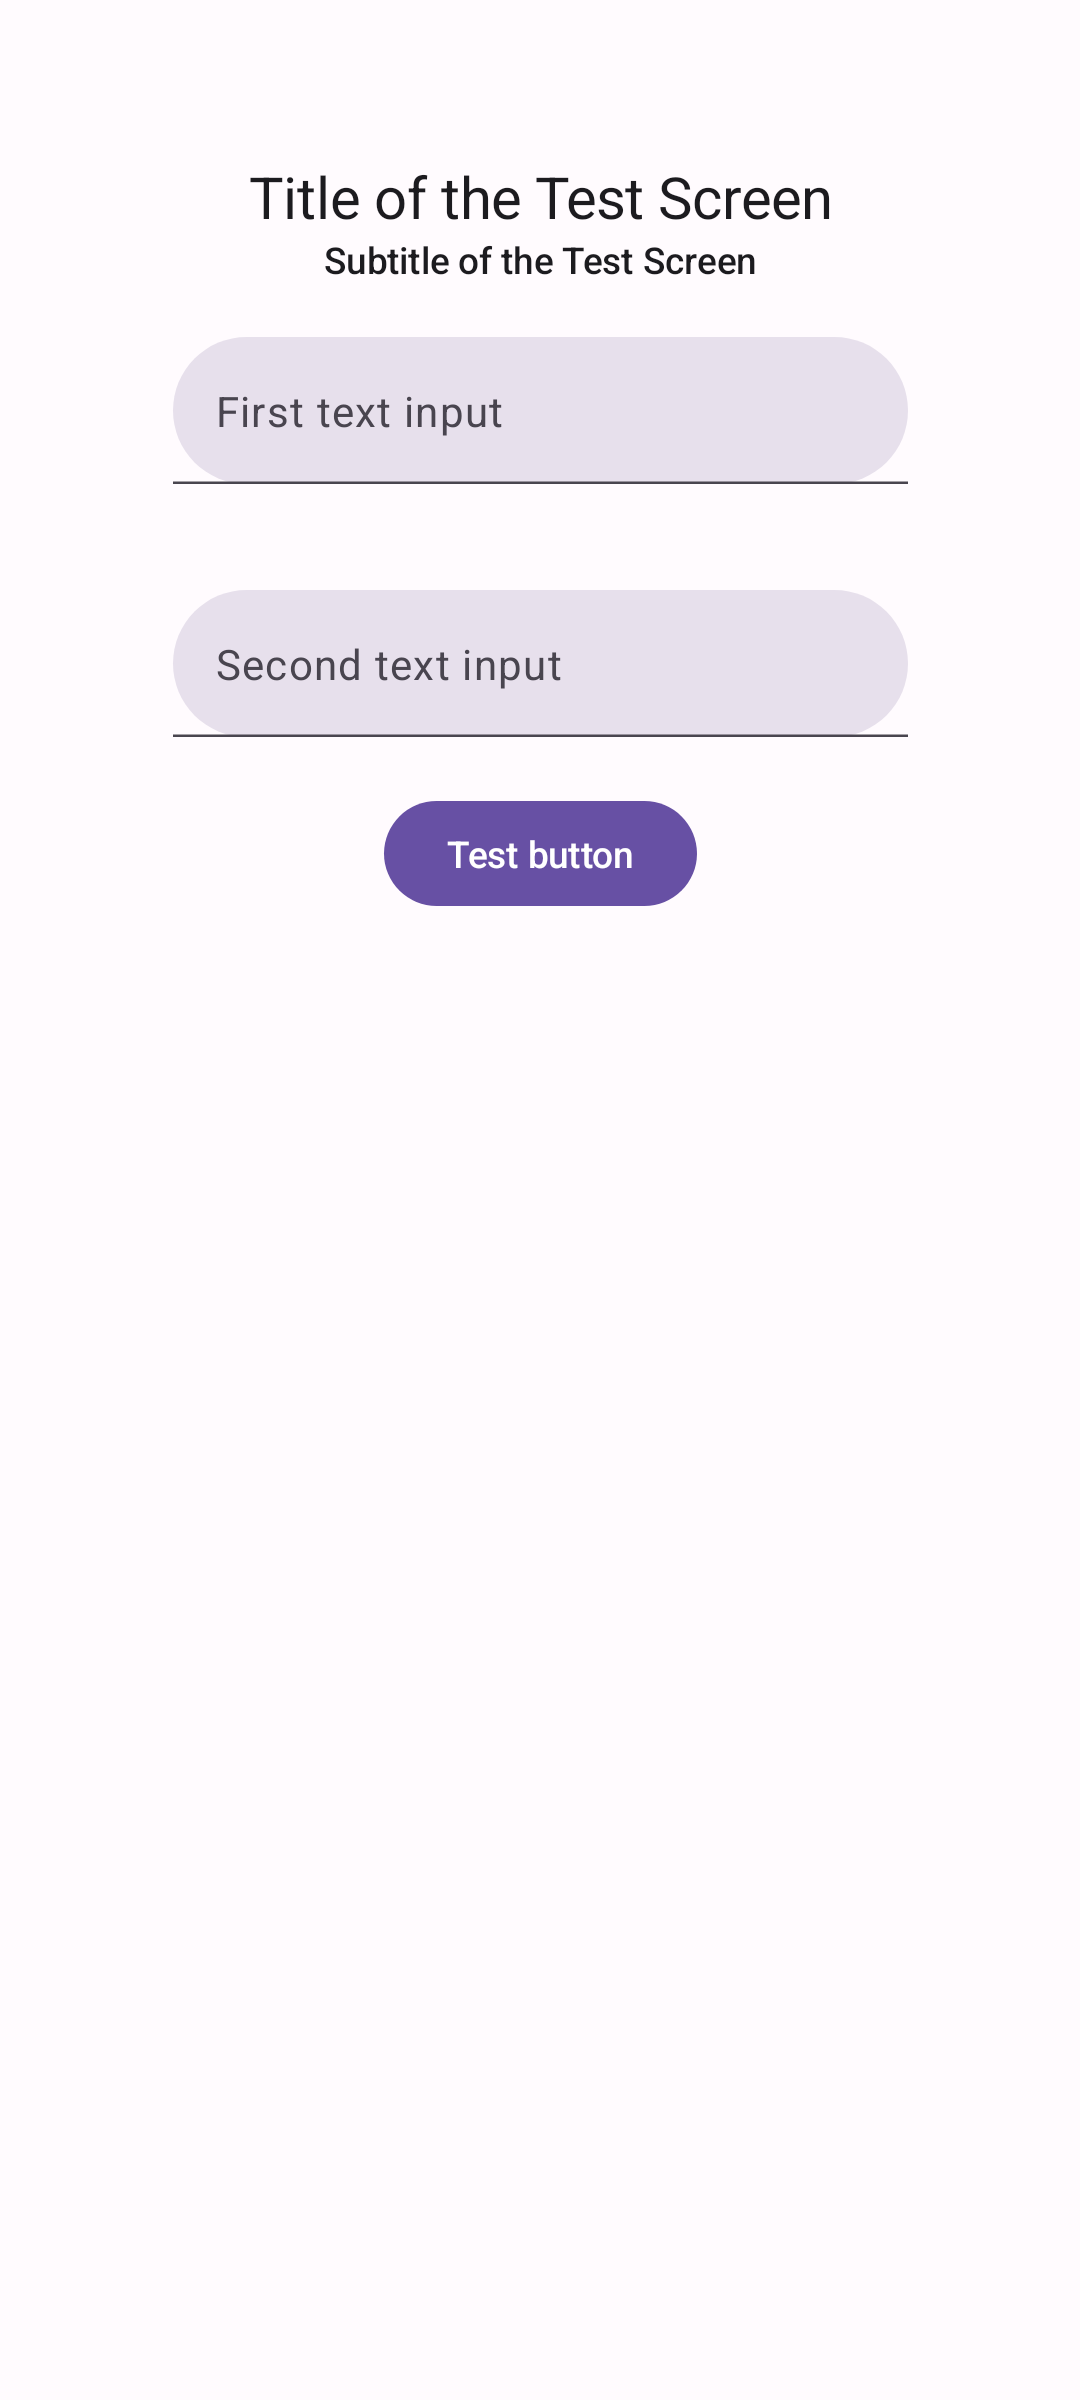 Title of the Test Screen
Subtitle of the Test Screen
First text input
Second text input
Test button